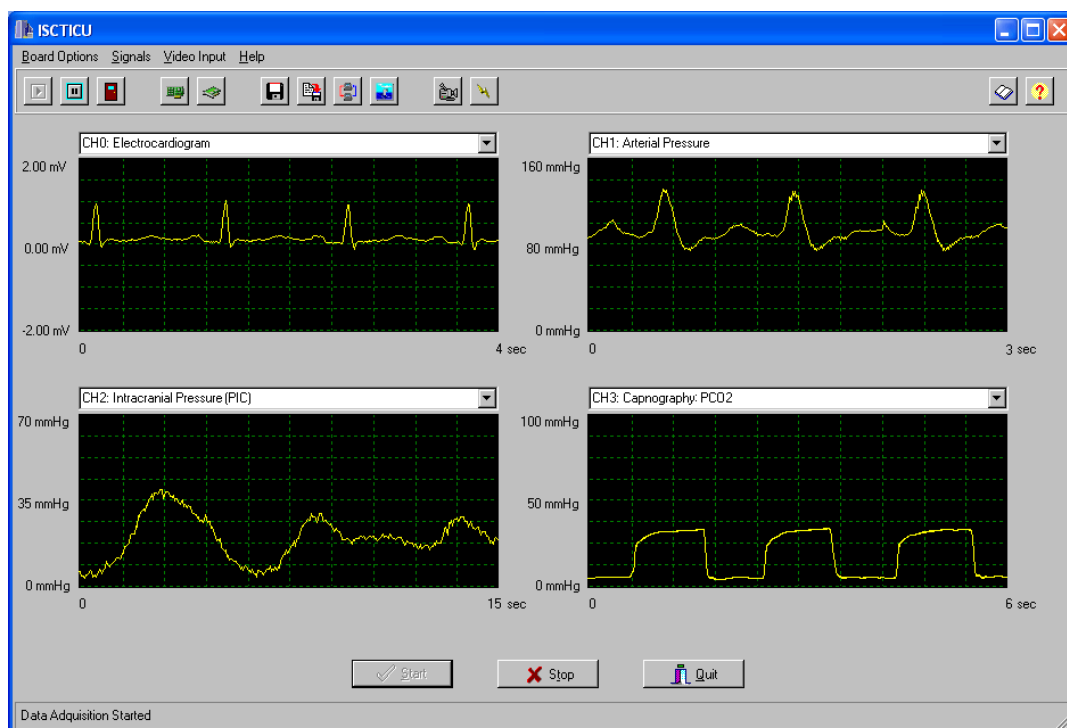 ISCTICU
Board Options Signals Video Input Help
CH0: Electrocardiogram
2.00 mV
0.00 mV
-2.00 mV
0
4 sec
CH1: Arterial Pressure
160 mmHg
80 mmHg
0 mmHg
0
3 sec
CH2: Intracranial Pressure (PIC)
70 mmHg
35 mmHg
0 mmHg
0
15 sec
CH3: Capnography: PCO2
100 mmHg
50 mmHg
0 mmHg
0
6 sec
Start Stop Quit
Data Adquisition Started